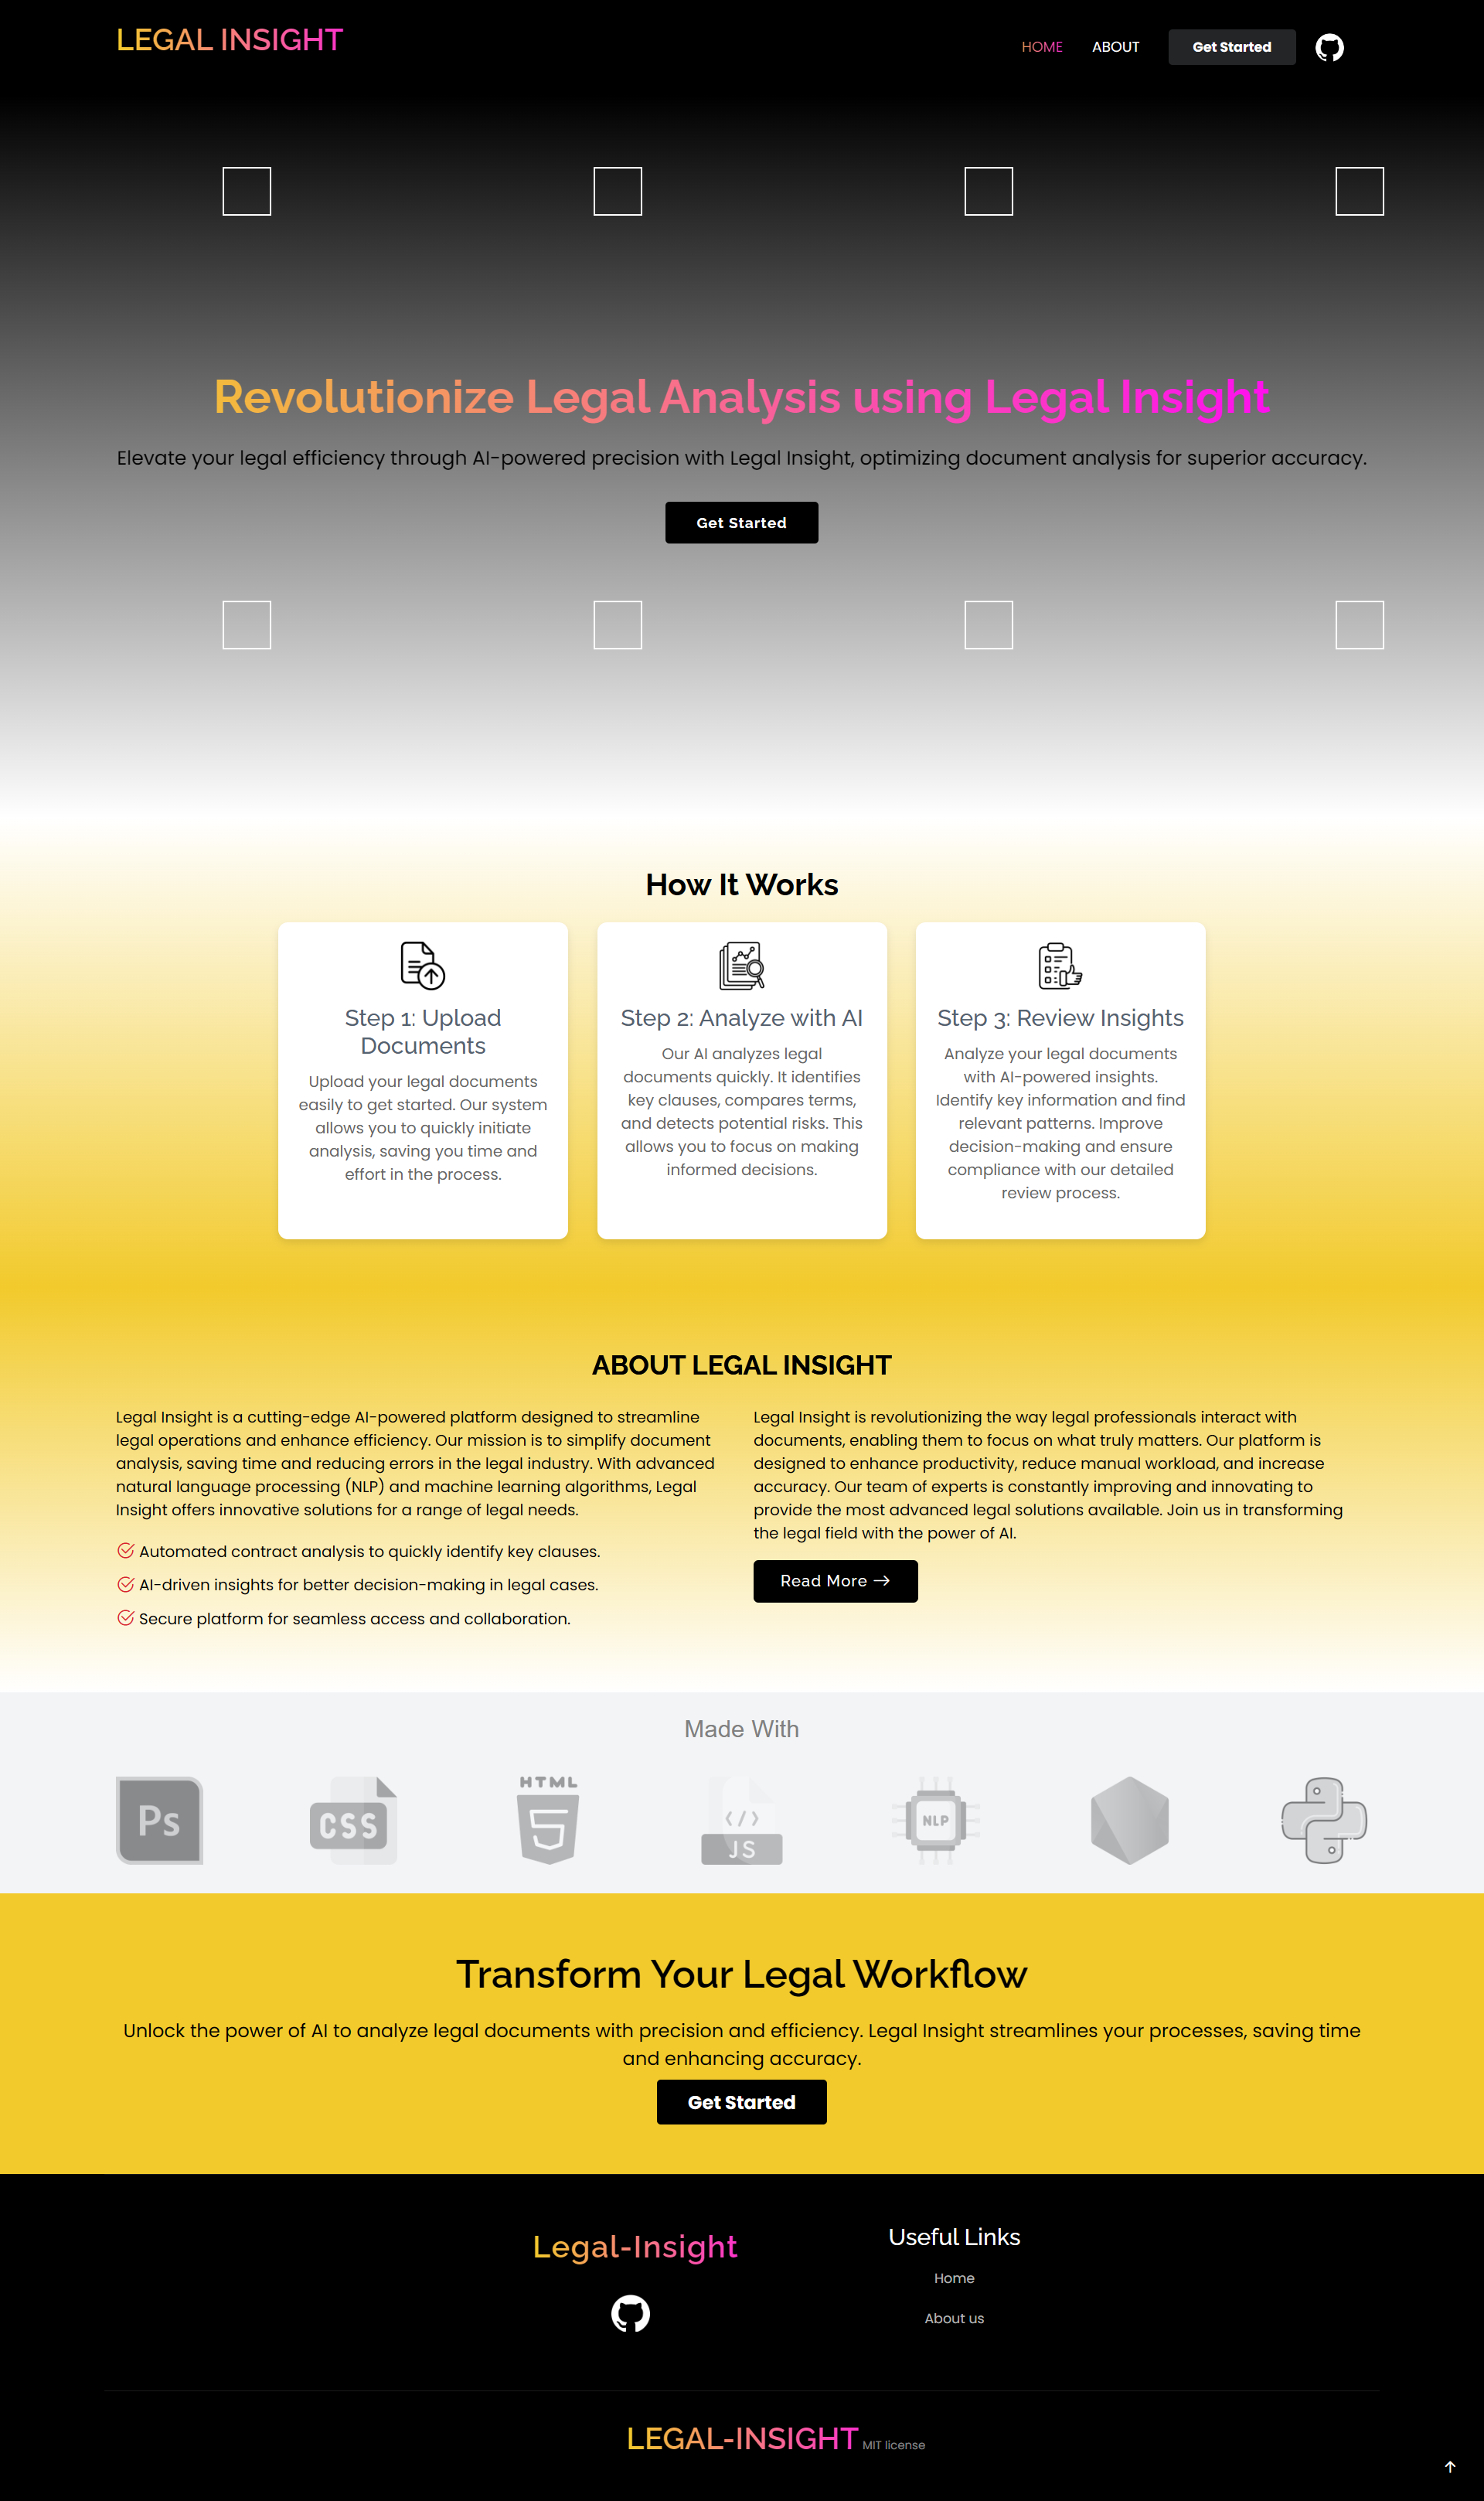 LEGAL INSIGHT
HOME
ABOUT
Get Started
Revolutionize Legal Analysis using Legal Insight
Elevate your legal efficiency through AI-powered precision with Legal Insight, optimizing document analysis for superior accuracy.
Get Started
How It Works
Step 1: Upload
Documents
Upload your legal documents
easily to get started. Our system
allows you to quickly initiate
analysis, saving you time and
effort in the process.
Step 2: Analyze with AI
Our AI analyzes legal
documents quickly. It identifies
key clauses, compares terms,
and detects potential risks. This
allows you to focus on making
informed decisions.
Step 3: Review Insights
Analyze your legal documents
with AI-powered insights.
Identify key information and find
relevant patterns. Improve
decision-making and ensure
compliance with our detailed
review process.
ABOUT LEGAL INSIGHT
Legal Insight is a cutting-edge AI-powered platform designed to streamline
legal operations and enhance efficiency. Our mission is to simplify document
analysis, saving time and reducing errors in the legal industry. With advanced
natural language processing (NLP) and machine learning algorithms, Legal
Insight offers innovative solutions for a range of legal needs.
Automated contract analysis to quickly identify key clauses.
AI-driven insights for better decision-making in legal cases.
Secure platform for seamless access and collaboration.
Legal Insight is revolutionizing the way legal professionals interact with
documents, enabling them to focus on what truly matters. Our platform is
designed to enhance productivity, reduce manual workload, and increase
accuracy. Our team of experts is constantly improving and innovating to
provide the most advanced legal solutions available. Join us in transforming
the legal field with the power of AI.
Read More →
Made With
Ps
CSS
HTML
5
</>
JS
NLP
Transform Your Legal Workflow
Unlock the power of AI to analyze legal documents with precision and efficiency. Legal Insight streamlines your processes, saving time
and enhancing accuracy.
Get Started
Legal-Insight
Useful Links
Home
About us
LEGAL-INSIGHT MIT license